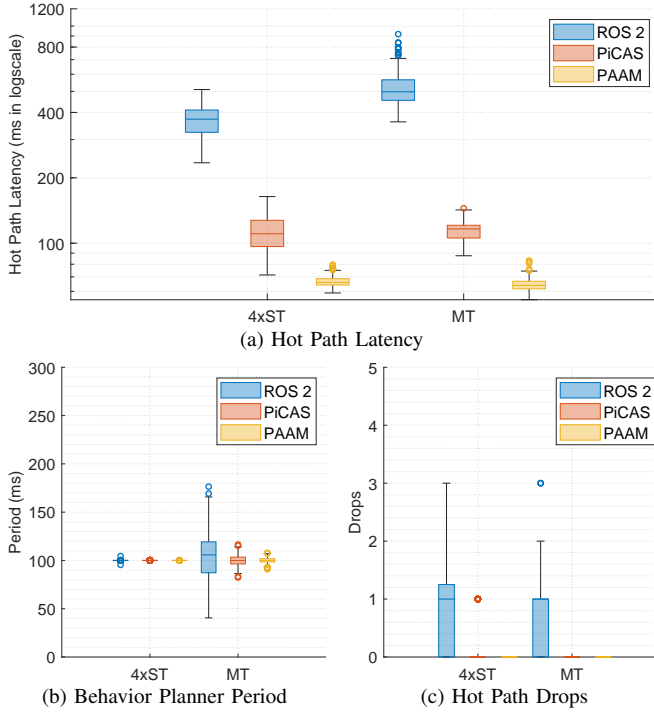 1200
800
400
200
100
Hot Path Latency (ms in logscale)
ROS 2
PiCAS
PAAM
4xST
MT
(a) Hot Path Latency
300
250
200
150
100
50
0
Period (ms)
ROS 2
PiCAS
PAAM
4xST
MT
(b) Behavior Planner Period
5
4
3
2
1
0
Drops
ROS 2
PiCAS
PAAM
4xST
MT
(c) Hot Path Drops